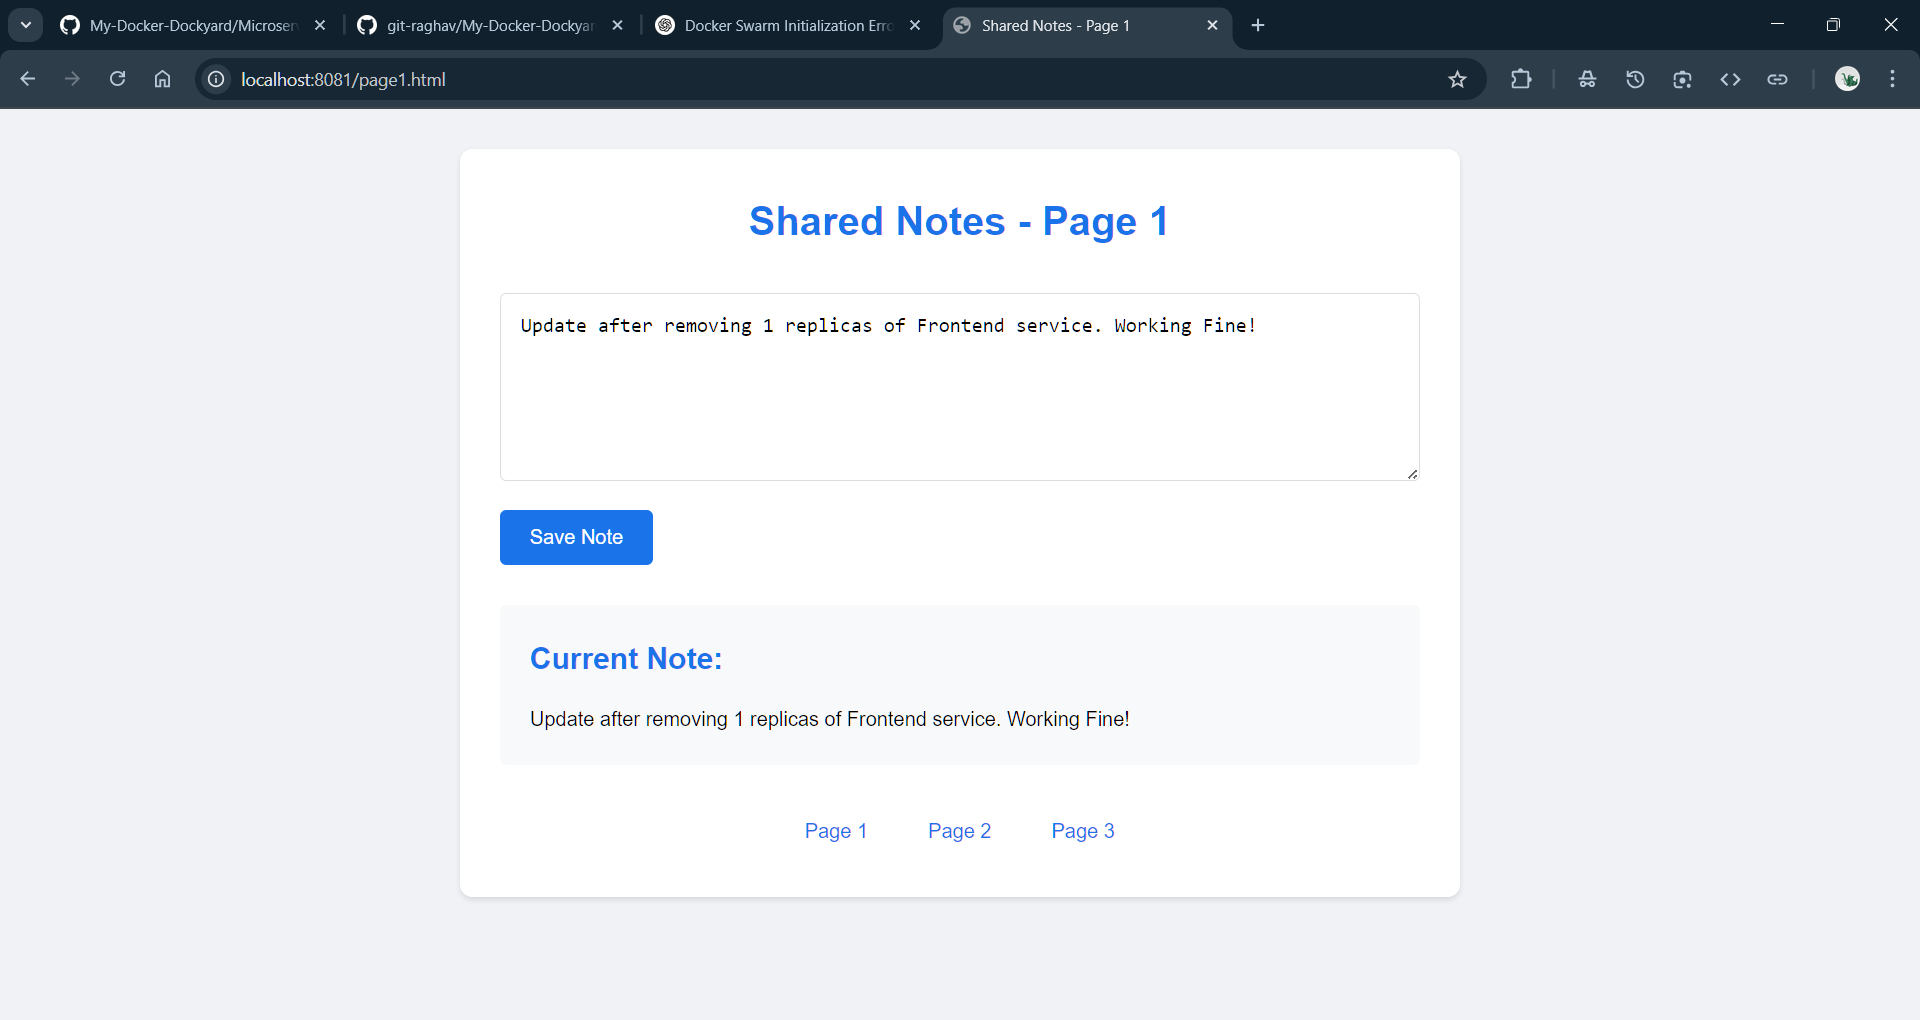 My-Docker-Dockyard/Microser
git-raghav/My-Docker-Dockyar
Docker Swarm Initialization Erro
Shared Notes - Page 1
localhost:8081/page1.html
Shared Notes - Page 1
Update after removing 1 replicas of Frontend service. Working Fine!
Save Note
Current Note:
Update after removing 1 replicas of Frontend service. Working Fine!
Page 1 Page 2 Page 3